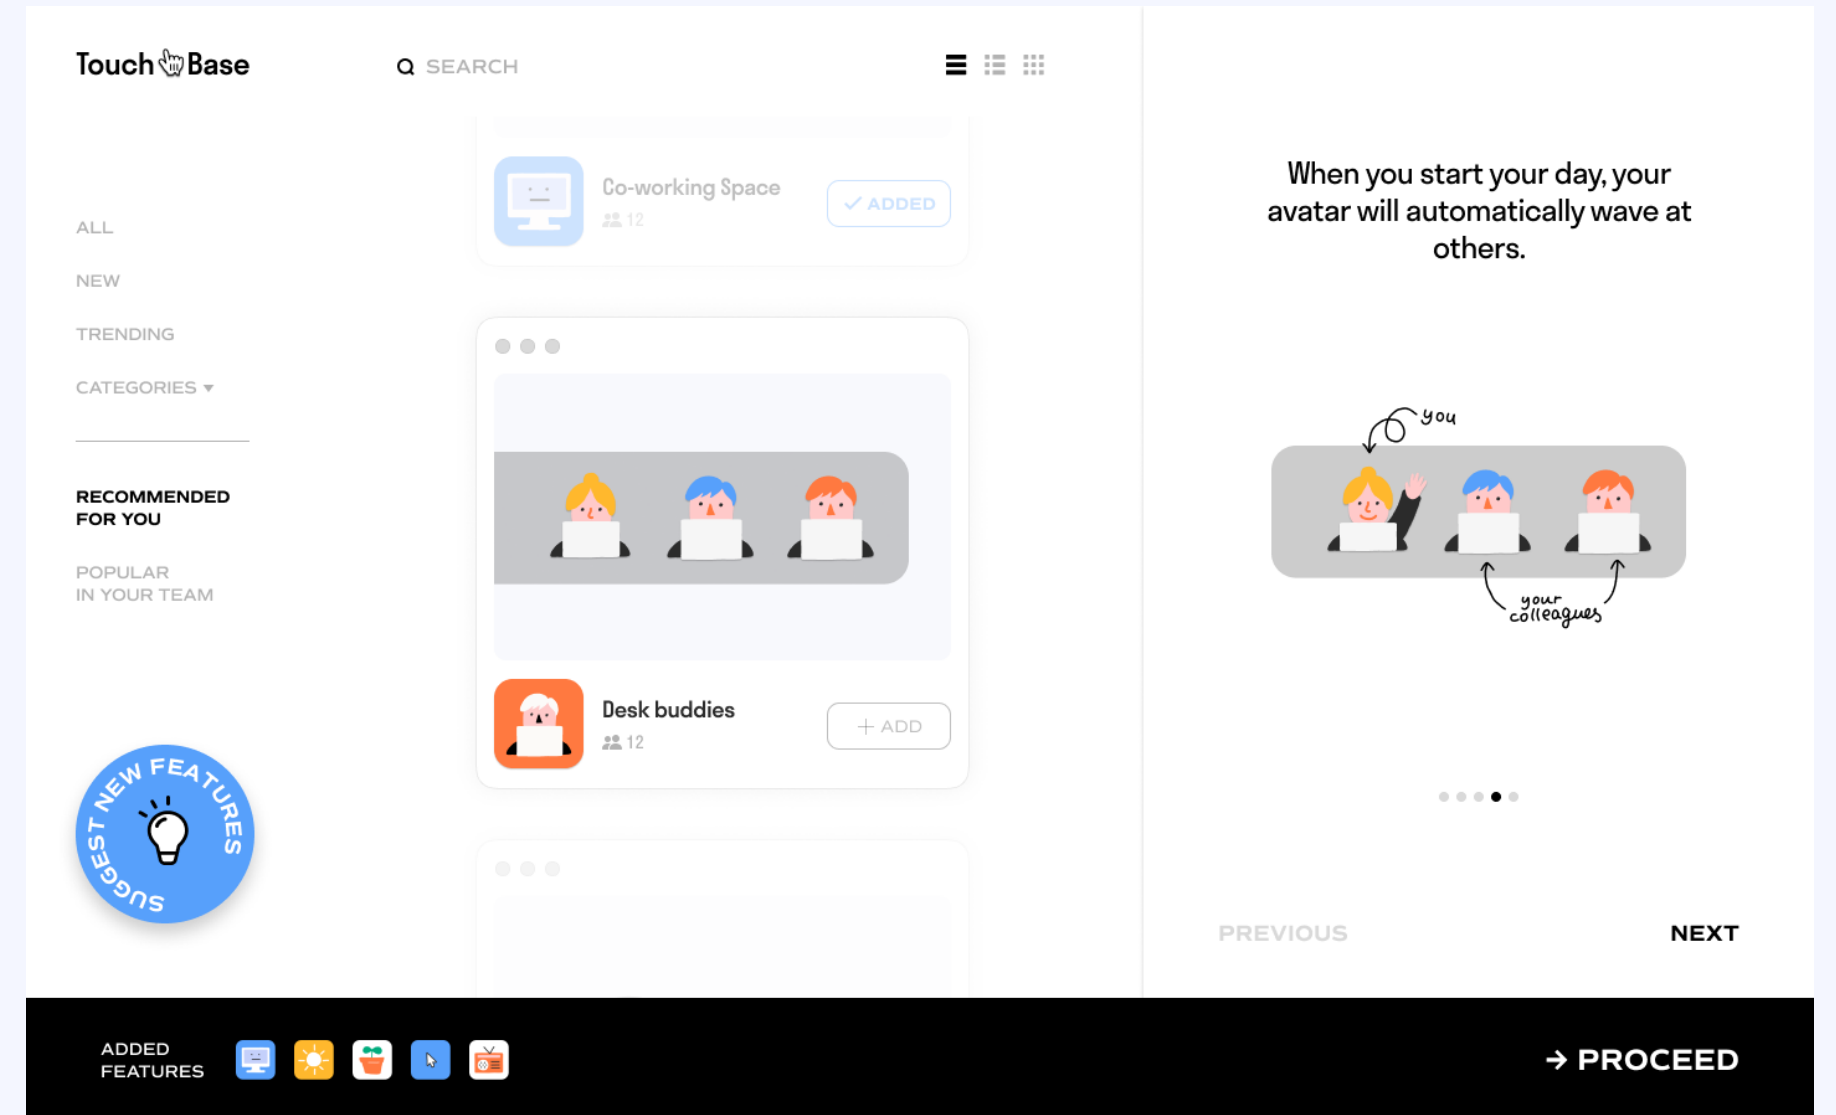 Touch Base
SEARCH
ALL
NEW
TRENDING
CATEGORIES
RECOMMENDED
FOR YOU
POPULAR
IN YOUR TEAM
SUGGEST NEW FEATURES
Co-working Space
12
ADDED
Desk buddies
12
+ ADD
When you start your day, your
avatar will automatically wave at
others.
you
your
colleagues
PREVIOUS
NEXT
ADDED
FEATURES
→ PROCEED